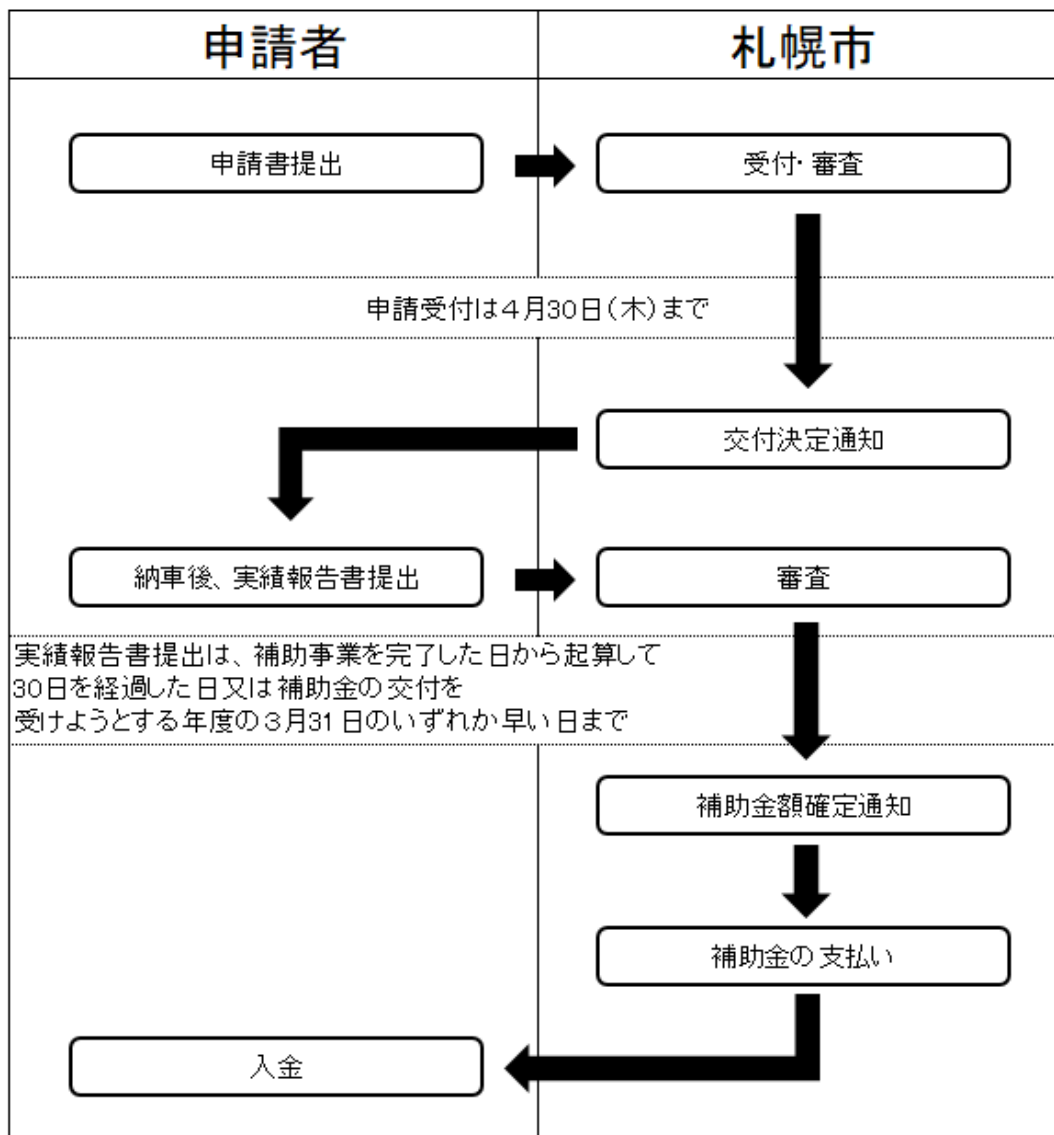 申請者
札幌市
申請書提出
受付・審査
申請受付は４月30日（木）まで
交付決定通知
納車後、実績報告書提出
審査
実績報告書提出は、補助事業を完了した日から起算して
30日を経過した日又は補助金の交付を
受けようとする年度の３月31日のいずれか早い日まで
補助金額確定通知
補助金の支払い
入金